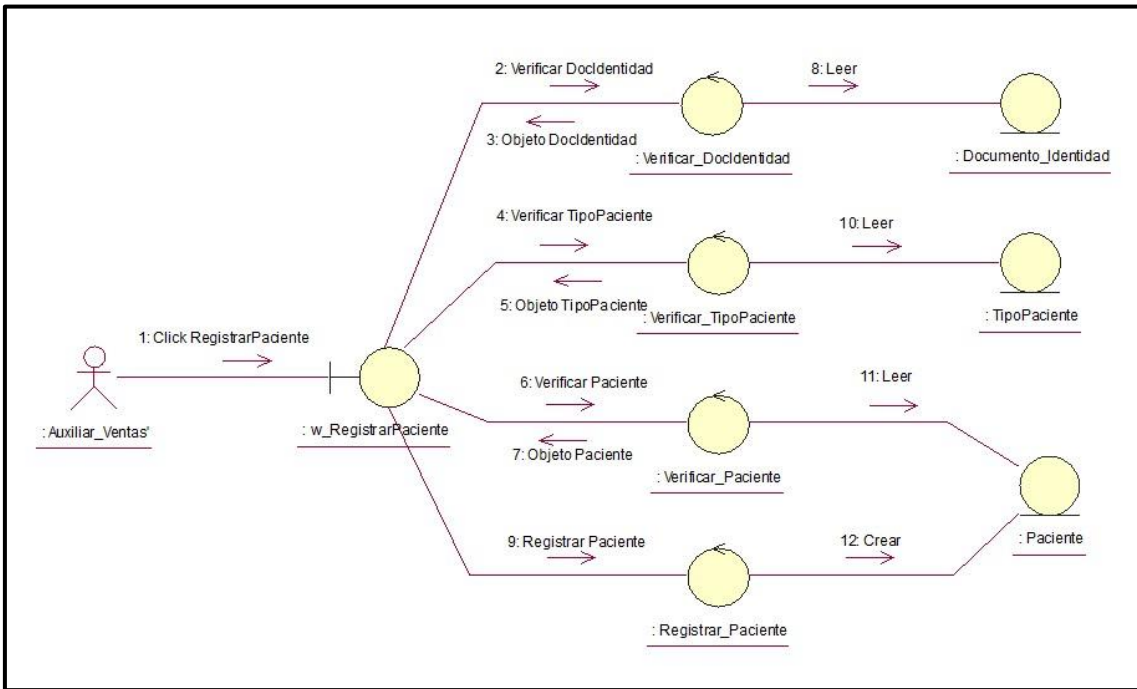 2: Verificar DocIdentidad
8: Leer
3: Objeto DocIdentidad
: Verificar_DocIdentidad
: Documento_Identidad
4: Verificar TipoPaciente
10: Leer
5: Objeto TipoPaciente
: Verificar_TipoPaciente
: TipoPaciente
1: Click RegistrarPaciente
6: Verificar Paciente
11: Leer
: Auxiliar_Ventas'
: w_RegistrarPaciente
7: Objeto Paciente
: Verificar_Paciente
9: Registrar Paciente
12: Crear
: Paciente
: Registrar_Paciente